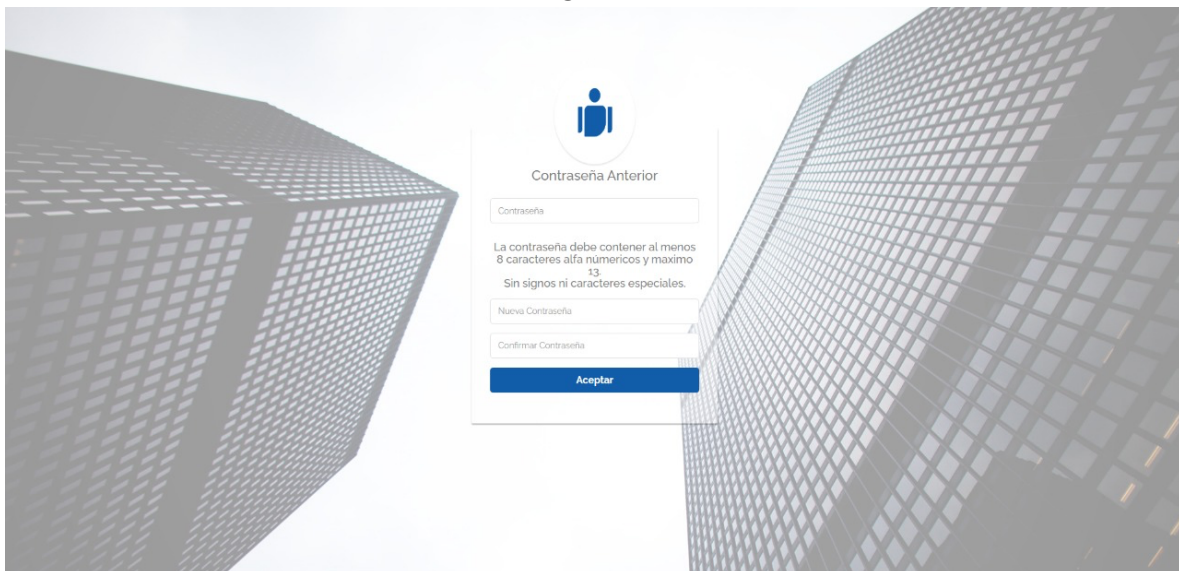 Contraseña Anterior
Contraseña
La contraseña debe contener al menos
8 caracteres alfa númericos y maximo
13.
Sin signos ni caracteres especiales.
Nueva Contraseña
Confirmar Contraseña
Aceptar